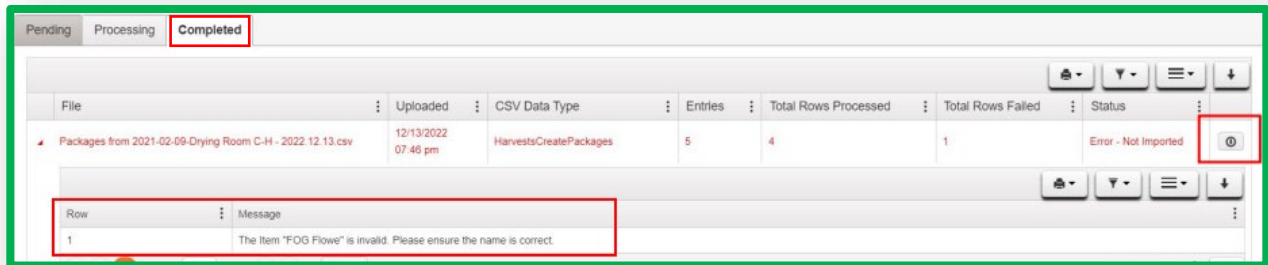 Pending Processing Completed
File Uploaded CSV Data Type Entries Total Rows Processed Total Rows Failed Status
Packages from 2021-02-09-Drying Room C-H - 2022.12.13.csv 12/13/2022 07:46 pm HarvestsCreatePackages 5 4 1 Error - Not Imported
Row Message
1 The Item "FOG Flowe" is invalid. Please ensure the name is correct.